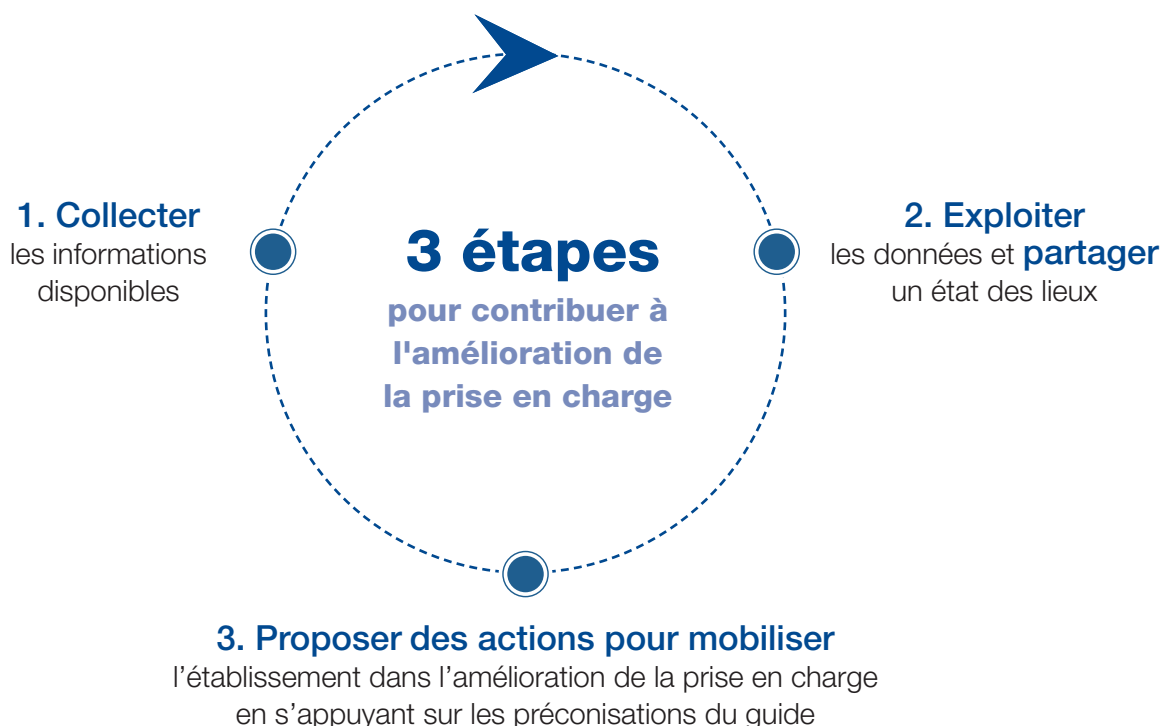 3 étapes
pour contribuer à
l'amélioration de
la prise en charge
1. Collecter
les informations
disponibles
2. Exploiter
les données et partager
un état des lieux
3. Proposer des actions pour mobiliser
l’établissement dans l’amélioration de la prise en charge
en s’appuyant sur les préconisations du guide